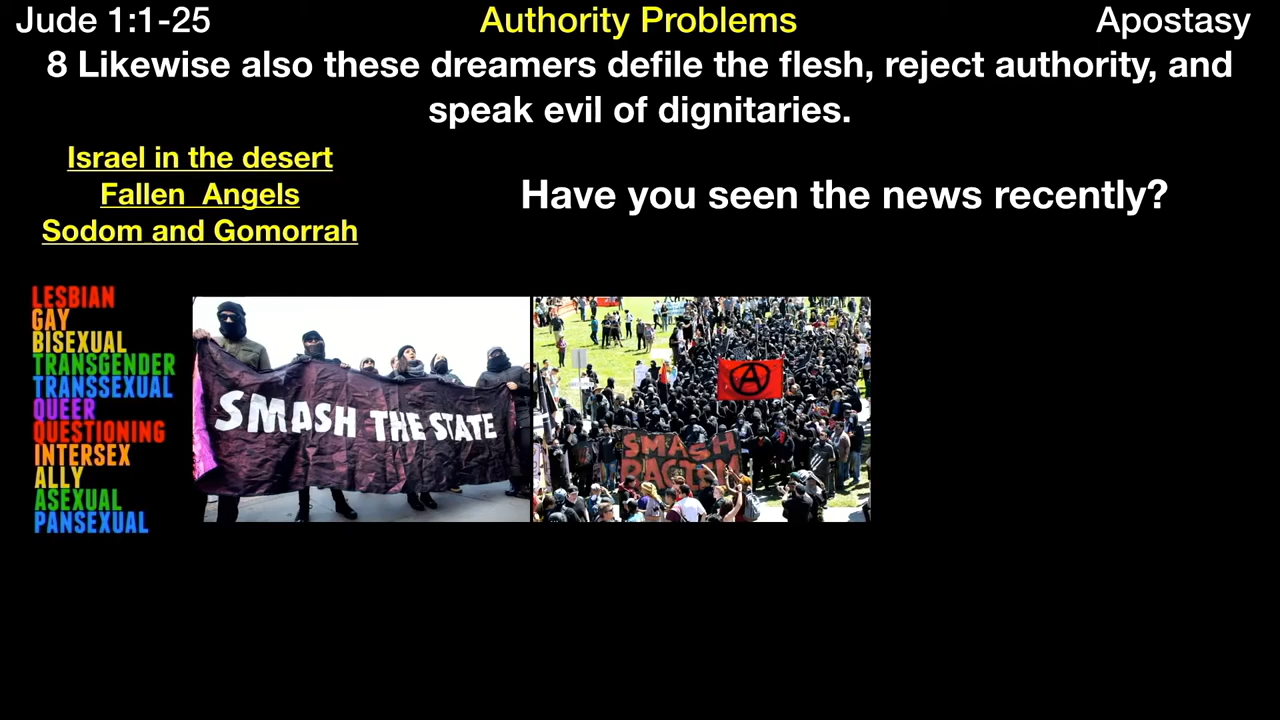 Jude 1:1-25
Authority Problems
Apostasy
8 Likewise also these dreamers defile the flesh, reject authority, and
speak evil of dignitaries.
Israel in the desert
Fallen Angels
Sodom and Gomorrah
Have you seen the news recently?
LESBIAN
GAY
BISEXUAL
TRANSGENDER
TRANSSEXUAL
QUEER
QUESTIONING
INTERSEX
ALLY
ASEXUAL
PANSEXUAL
SMASH THE STATE
SMASH
RACISM